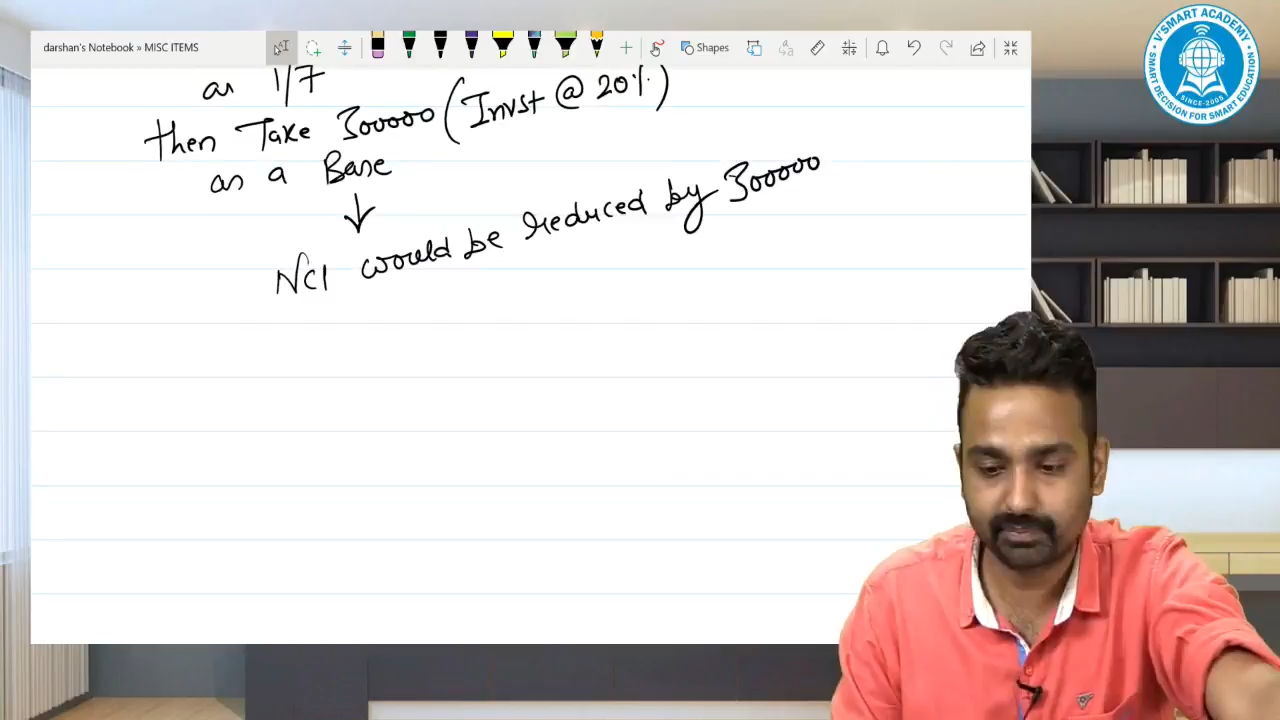 darshan's Notebook » MISC ITEMS
Shapes
as 1/7
then Take 300000 (Invst @ 20%)
as a Base
↓
NCI would be reduced by 300000
V'SMART ACADEMY
SINCE-2005
SMART DECISION FOR SMART EDUCATION